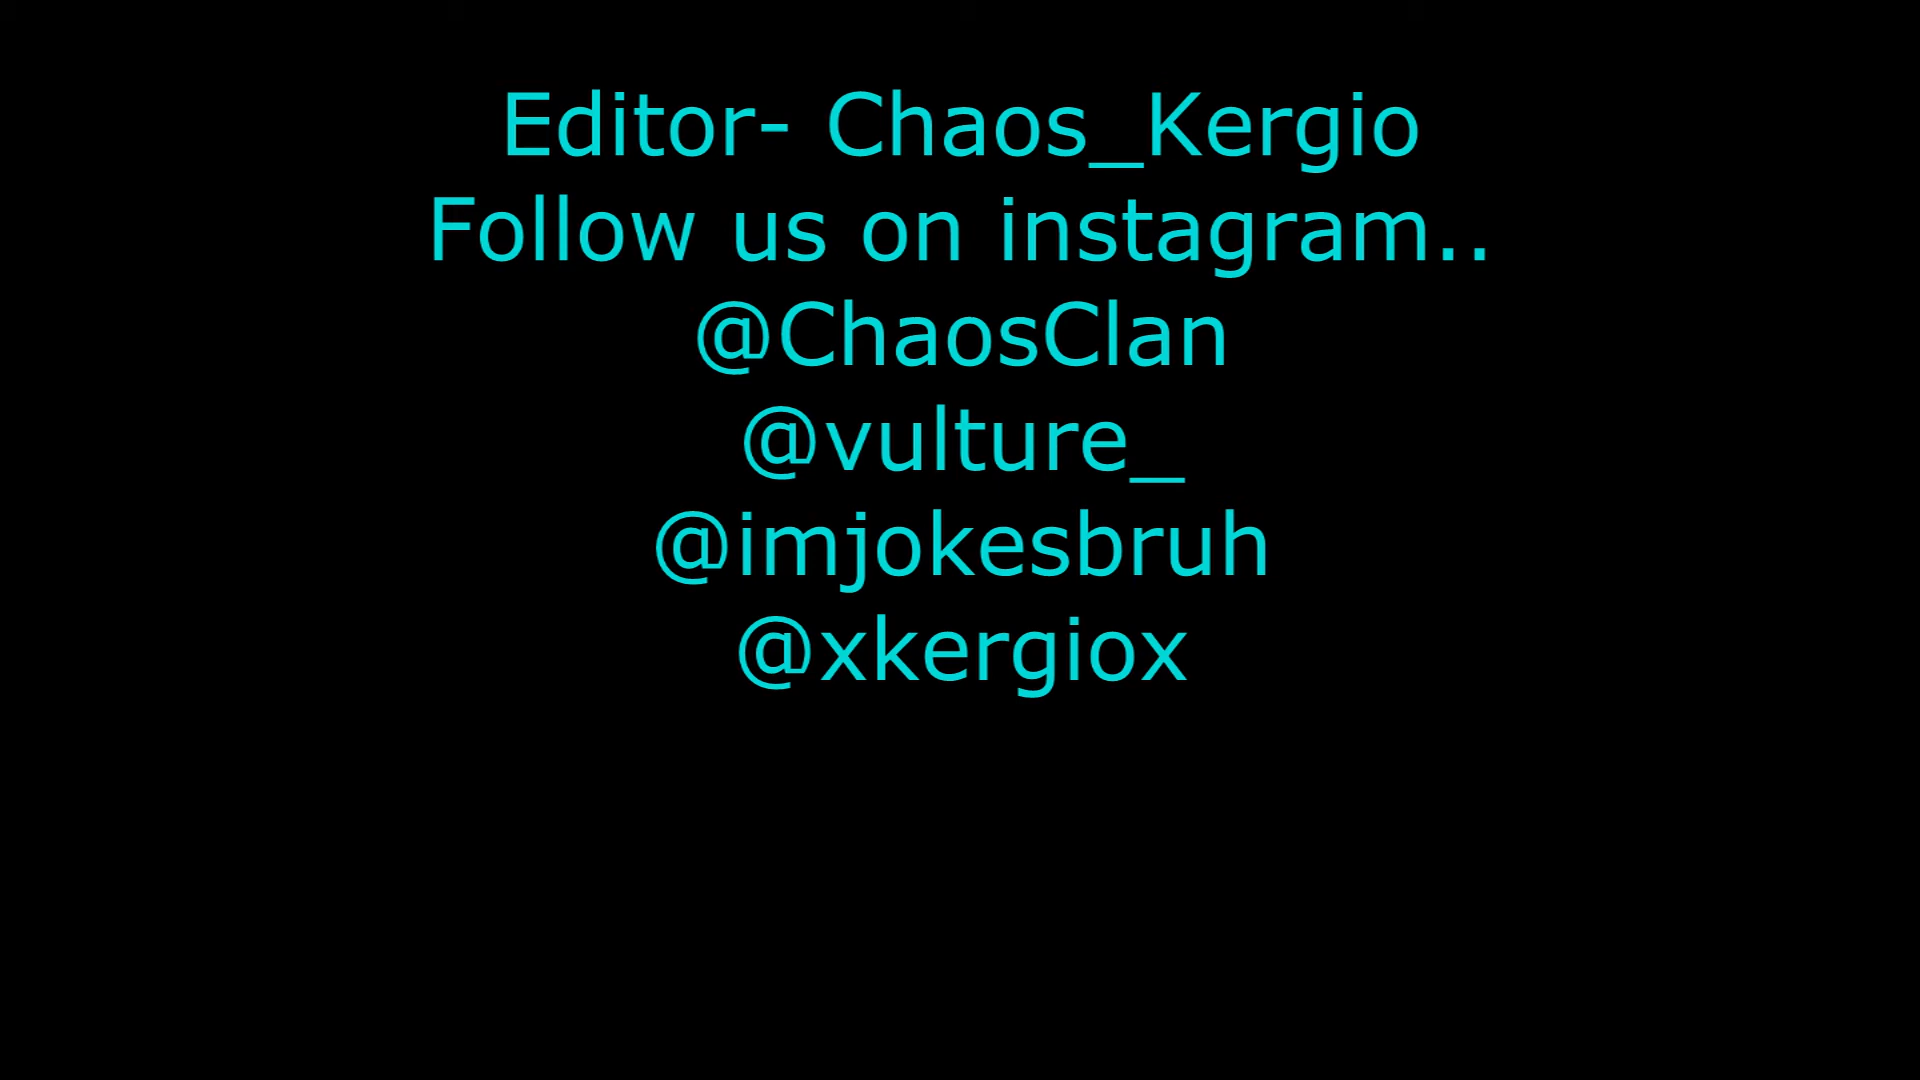 Editor- Chaos_Kergio
Follow us on instagram..
@ChaosClan
@vulture_
@imjokesbruh
@xkergiox